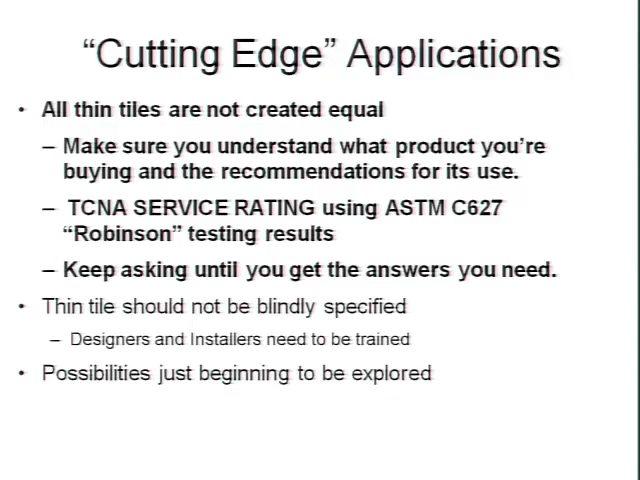 “Cutting Edge” Applications
• All thin tiles are not created equal
– Make sure you understand what product you’re
buying and the recommendations for its use.
– TCNA SERVICE RATING using ASTM C627
“Robinson” testing results
– Keep asking until you get the answers you need.
• Thin tile should not be blindly specified
– Designers and Installers need to be trained
• Possibilities just beginning to be explored